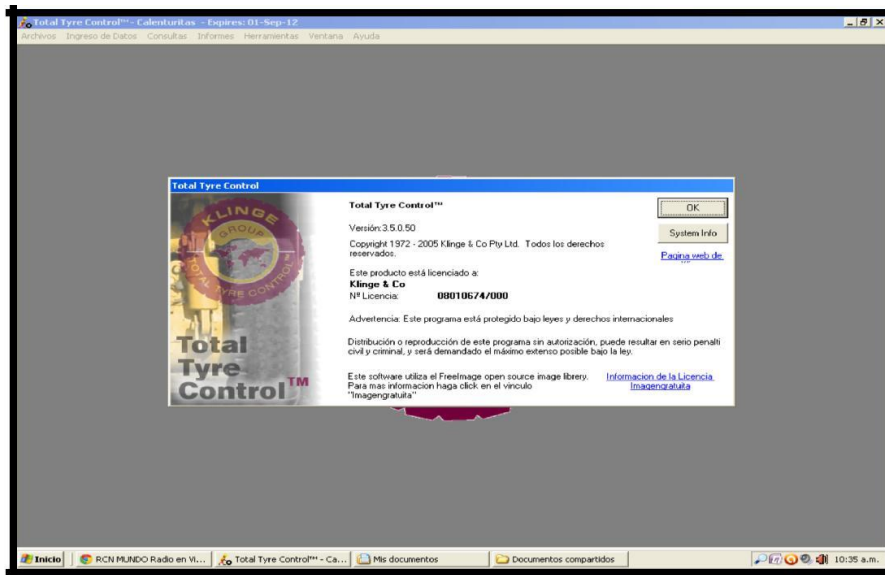 Total Tyre Control™ - Calenturitas - Expires: 01-Sep-12
Archivos Ingreso de Datos Consultas Informes Herramientas Ventana Ayuda
Total Tyre Control
KLINGE
GROUP
TOTAL TYRE CONTROL
Total
Tyre
Control™
Total Tyre Control™
Versión:3.5.0.50
Copyright 1972 - 2005 Klinge & Co Pty Ltd. Todos los derechos
reservados.
Este producto está licenciado a:
Klinge & Co
Nª Licencia: 08010674/000
Advertencia: Este programa está protegido bajo leyes y derechos internacionales
Distribución o reproducción de este programa sin autorización, puede resultar en serio penalti
civil y criminal, y será demandado el máximo extenso posible bajo la ley.
Este software utiliza el FreeImage open source image librery.
Para mas informacion haga click en el vinculo
"Imagengratuita"
OK
System Info
Pagina web de
Informacion de la Licencia
Imagengratuita
Inicio RCN MUNDO Radio en Vi... Total Tyre Control™ - Ca... Mis documentos Documentos compartidos 10:35 a.m.